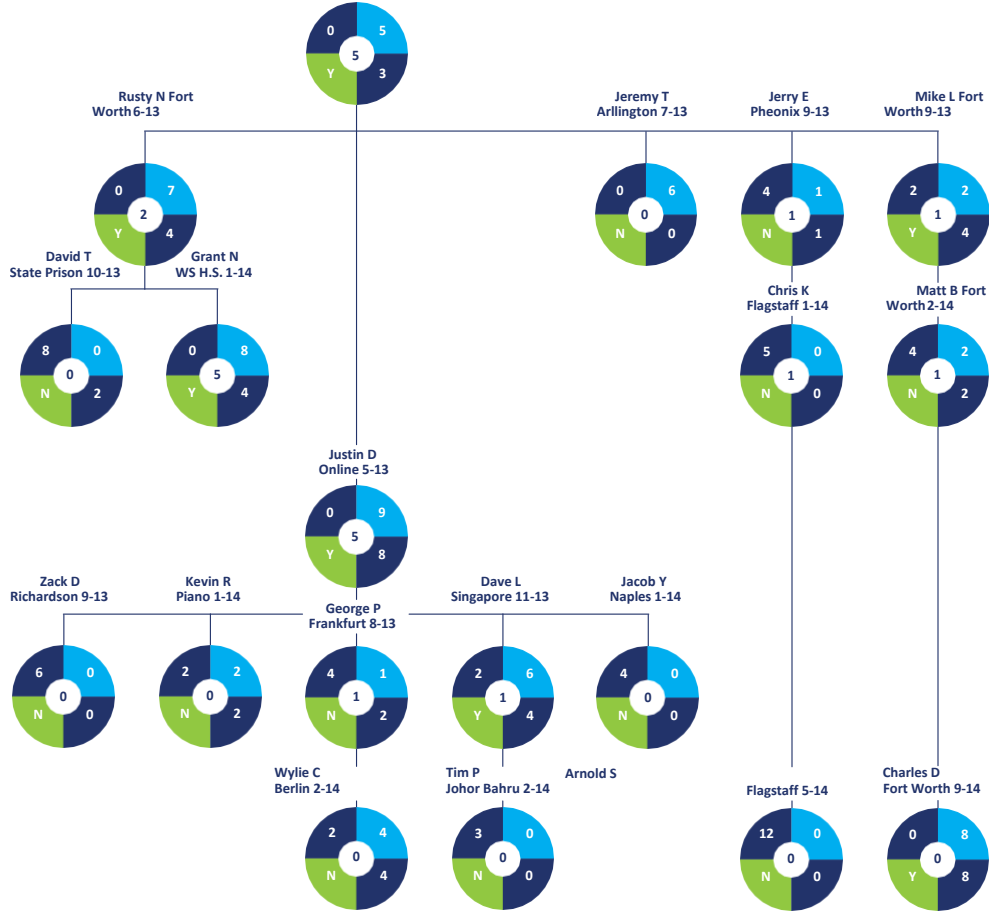 0 5
5
Y 3
Rusty N Fort
Worth 6-13
Jeremy T
Arllington 7-13
Jerry E
Pheonix 9-13
Mike L Fort
Worth 9-13
0 7
2
Y 4
0 6
0
N 0
4 1
1
N 1
2 2
1
Y 4
David T
State Prison 10-13
Grant N
WS H.S. 1-14
Chris K
Flagstaff 1-14
Matt B Fort
Worth 2-14
8 0
0
N 2
0 8
5
Y 4
5 0
1
N 0
4 2
1
N 2
Justin D
Online 5-13
0 9
5
Y 8
Zack D
Richardson 9-13
Kevin R
Piano 1-14
George P
Frankfurt 8-13
Dave L
Singapore 11-13
Jacob Y
Naples 1-14
6 0
0
N 0
2 2
0
N 2
4 1
1
N 2
2 6
1
Y 4
4 0
0
N 0
Wylie C
Berlin 2-14
Tim P
Johor Bahru 2-14
Arnold S
Flagstaff 5-14
Charles D
Fort Worth 9-14
2 4
0
N 4
3 0
0
N 0
12 0
0
N 0
0 8
0
Y 8